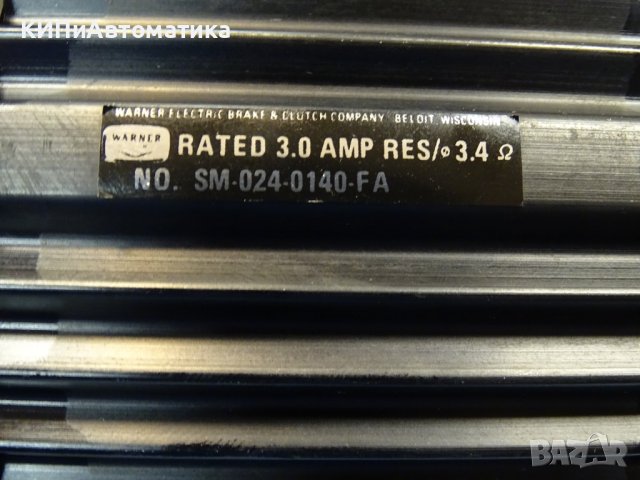 КИПиАвтоматика
WARNER ELECTRIC BRAKE & CLUTCH COMPANY BELOIT, WISCONSIN
WARNER
RATED 3.0 AMP RES/ø 3.4 Ω
NO. SM-024-0140-FA
BAZAR